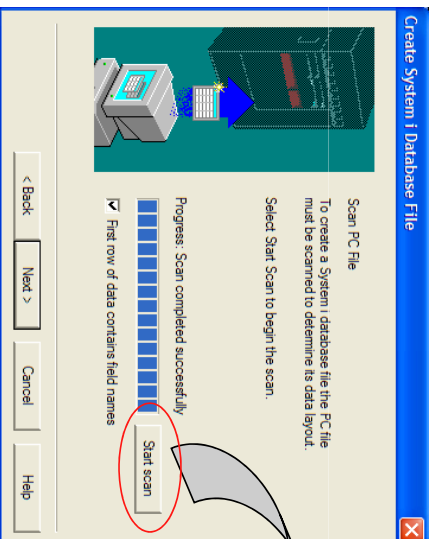 Create System i Database File
Scan PC File
To create a System i database file the PC file
must be scanned to determine its data layout.
Select Start Scan to begin the scan.
Progress: Scan completed successfully
Start scan
First row of data contains field names
< Back
Next >
Cancel
Help